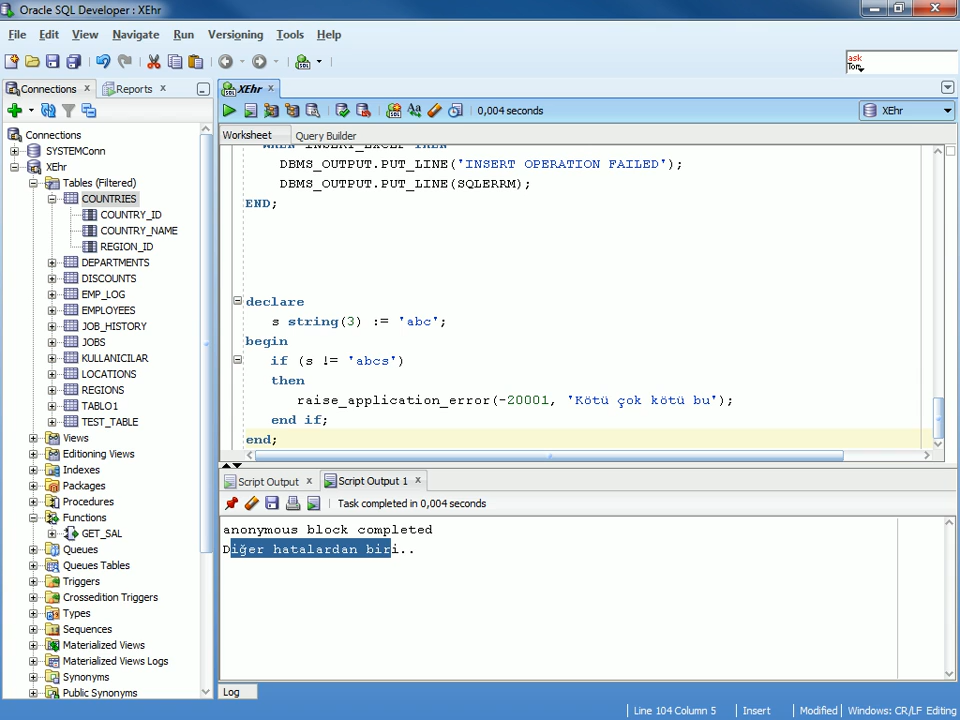 Oracle SQL Developer : XEhr
File Edit View Navigate Run Versioning Tools Help
ask
Tom
Connections Reports XEhr
0,004 seconds XEhr
Worksheet Query Builder
Connections
SYSTEMConn
XEhr
Tables (Filtered)
COUNTRIES
COUNTRY_ID
COUNTRY_NAME
REGION_ID
DEPARTMENTS
DISCOUNTS
EMP_LOG
EMPLOYEES
JOB_HISTORY
JOBS
KULLANICILAR
LOCATIONS
REGIONS
TABLO1
TEST_TABLE
Views
Editioning Views
Indexes
Packages
Procedures
Functions
GET_SAL
Queues
Queues Tables
Triggers
Crossedition Triggers
Types
Sequences
Materialized Views
Materialized Views Logs
Synonyms
Public Synonyms
WHEN INSERT_EXCEP THEN
DBMS_OUTPUT.PUT_LINE('INSERT OPERATION FAILED');
DBMS_OUTPUT.PUT_LINE(SQLERRM);
END;
declare
s string(3) := 'abc';
begin
if (s != 'abcs')
then
raise_application_error(-20001, 'Kötü çok kötü bu');
end if;
end;
Script Output Script Output 1
Task completed in 0,004 seconds
anonymous block completed
Diğer hatalardan biri..
Log
Line 104 Column 5 Insert Modified Windows: CR/LF Editing